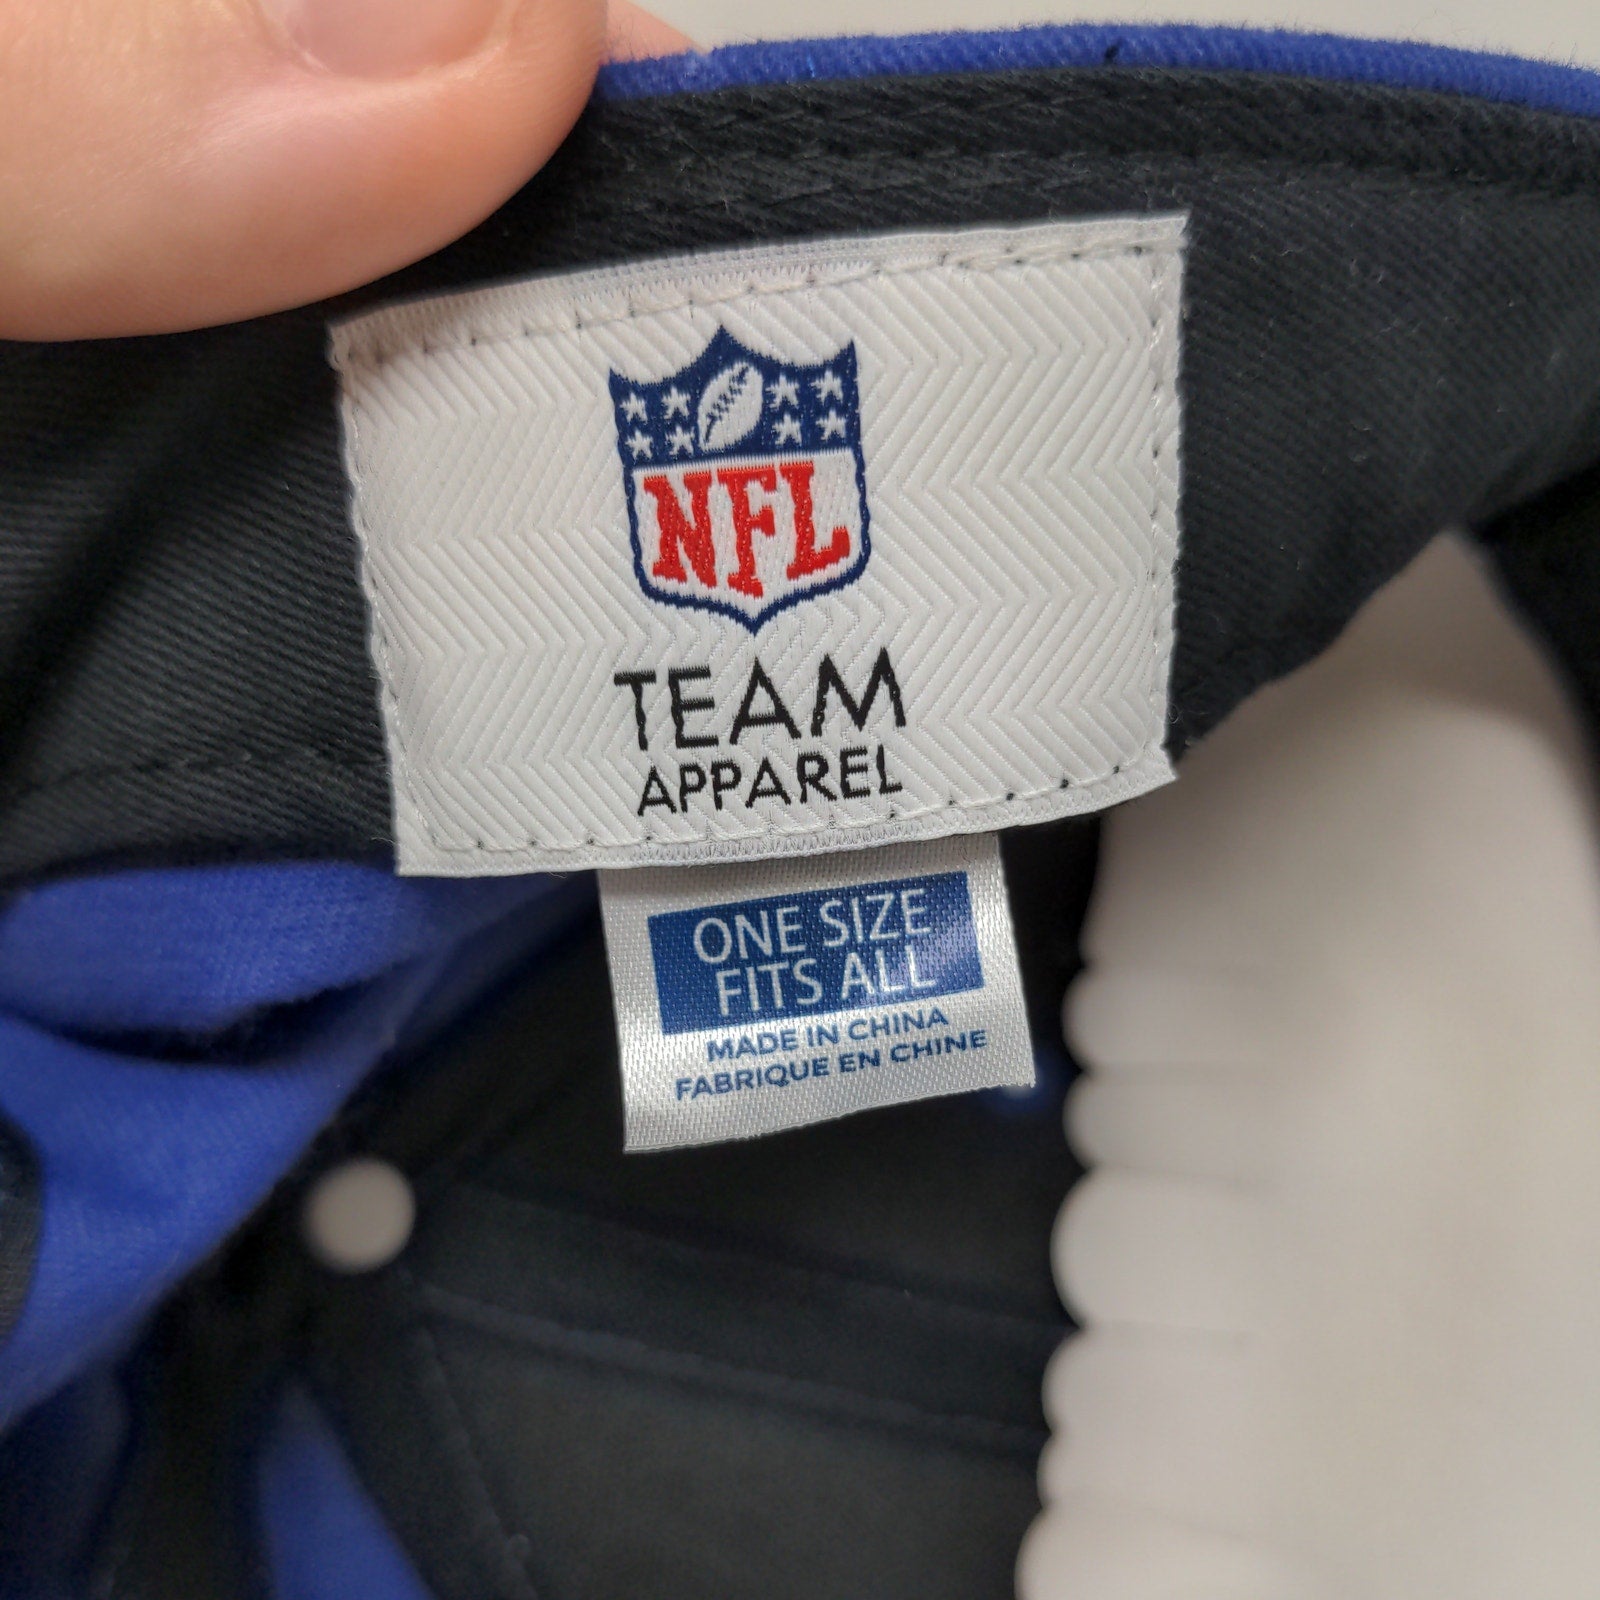 NFL
TEAM
APPAREL
ONE SIZE
FITS ALL
MADE IN CHINA
FABRIQUE EN CHINE